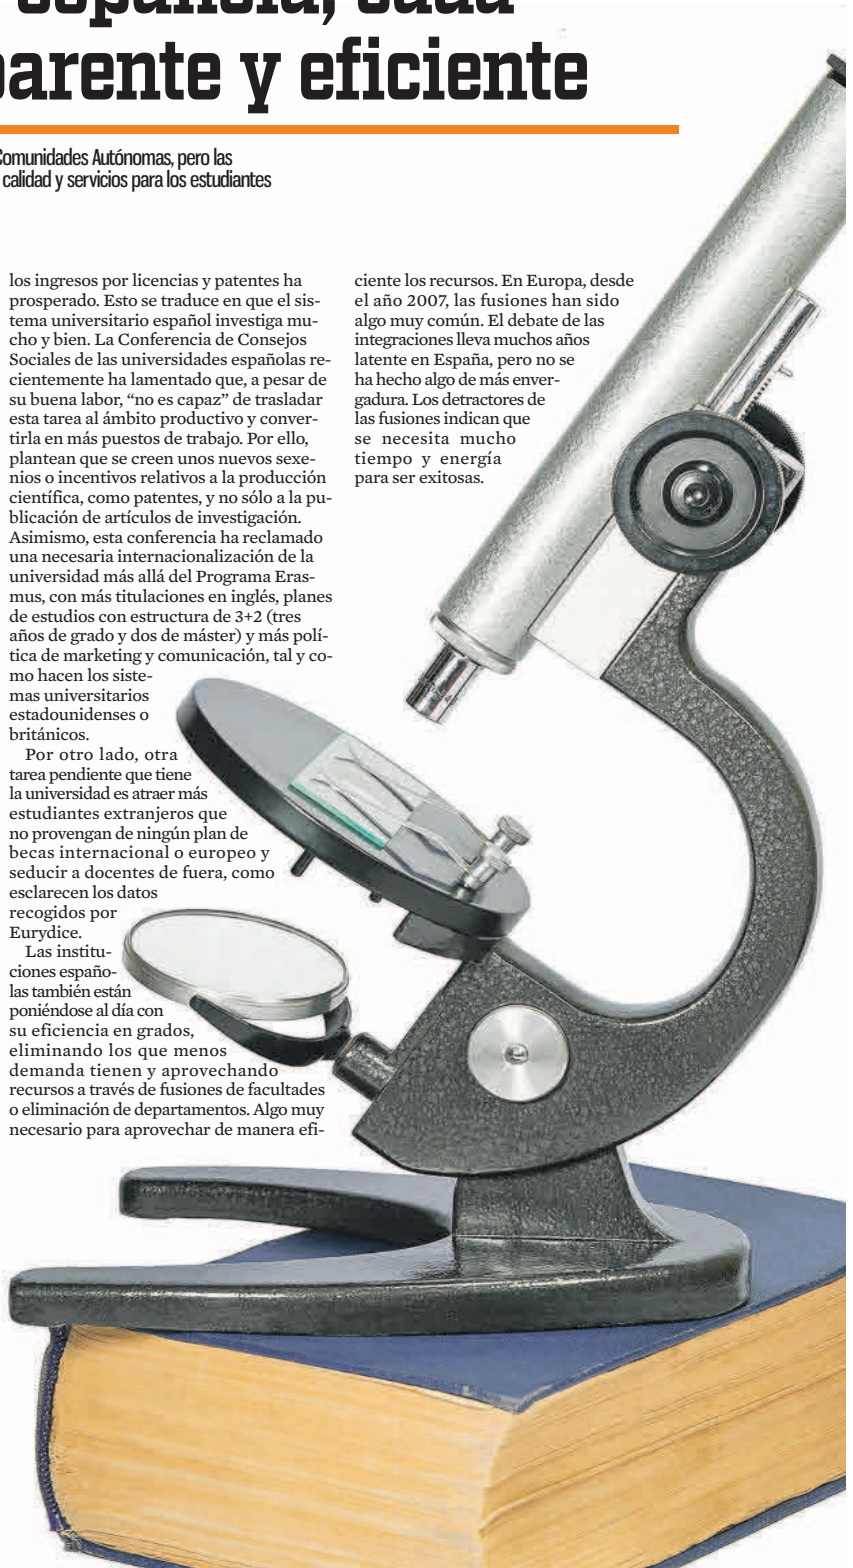 española, cada
parente y eficiente
Comunidades Autónomas, pero las
calidad y servicios para los estudiantes
los ingresos por licencias y patentes ha
prosperado. Esto se traduce en que el sis-
tema universitario español investiga mu-
cho y bien. La Conferencia de Consejos
Sociales de las universidades españolas re-
cientemente ha lamentado que, a pesar de
su buena labor, “no es capaz” de trasladar
esta tarea al ámbito productivo y conver-
tirla en más puestos de trabajo. Por ello,
plantean que se creen unos nuevos sexe-
nios o incentivos relativos a la producción
científica, como patentes, y no sólo a la pu-
blicación de artículos de investigación.
Asimismo, esta conferencia ha reclamado
una necesaria internacionalización de la
universidad más allá del Programa Eras-
mus, con más titulaciones en inglés, planes
de estudios con estructura de 3+2 (tres
años de grado y dos de máster) y más polí-
tica de marketing y comunicación, tal y co-
mo hacen los siste-
mas universitarios
estadounidenses o
británicos.
Por otro lado, otra
tarea pendiente que tiene
la universidad es atraer más
estudiantes extranjeros que
no provengan de ningún plan de
becas internacional o europeo y
seducir a docentes de fuera, como
esclarecen los datos
recogidos por
Eurydice.
Las institu-
ciones españo-
las también están
poniéndose al día con
su eficiencia en grados,
eliminando los que menos
demanda tienen y aprovechando
recursos a través de fusiones de facultades
o eliminación de departamentos. Algo muy
necesario para aprovechar de manera efi-
ciente los recursos. En Europa, desde
el año 2007, las fusiones han sido
algo muy común. El debate de las
integraciones lleva muchos años
latente en España, pero no se
ha hecho algo de más enver-
gadura. Los detractores de
las fusiones indican que
se necesita mucho
tiempo y energía
para ser exitosas.